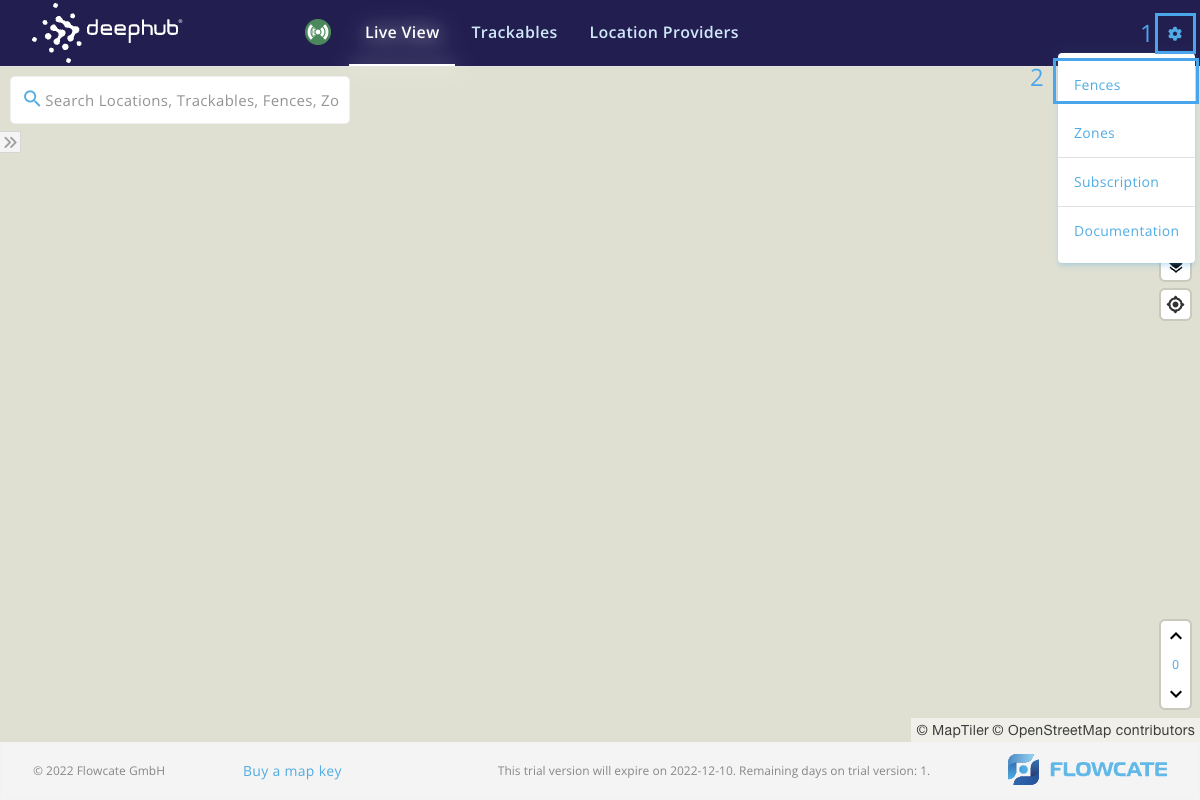 deephub®
Live View
Trackables
Location Providers
1
2
Fences
Zones
Subscription
Documentation
Search Locations, Trackables, Fences, Zo
0
© MapTiler © OpenStreetMap contributors
© 2022 Flowcate GmbH
Buy a map key
This trial version will expire on 2022-12-10. Remaining days on trial version: 1.
FLOWCATE